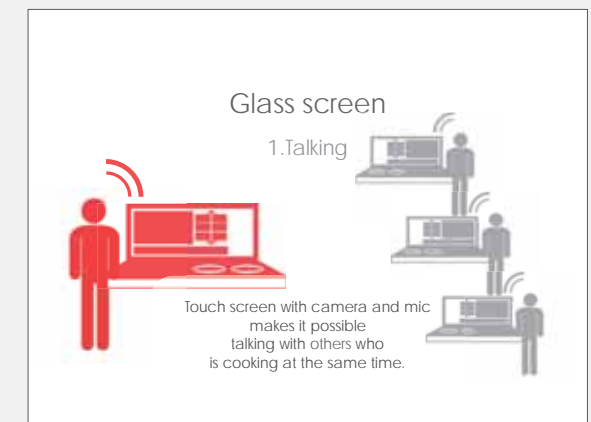 Glass screen
1.Talking
Touch screen with camera and mic
makes it possible
talking with others who
is cooking at the same time.